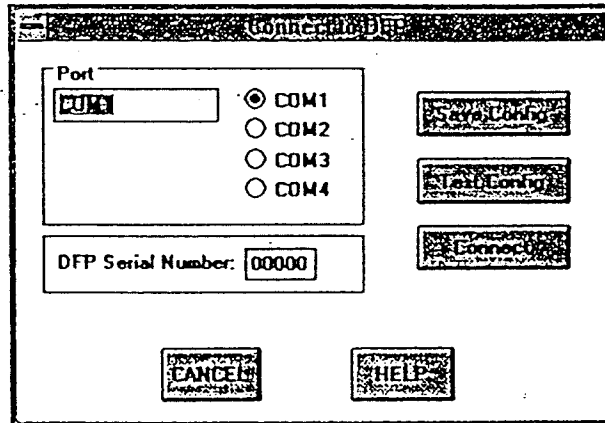 Connect to DFP
Port
COM1
COM1
COM2
COM3
COM4
Save Config
Test Config
Connect
DFP Serial Number: 00000
CANCEL
HELP